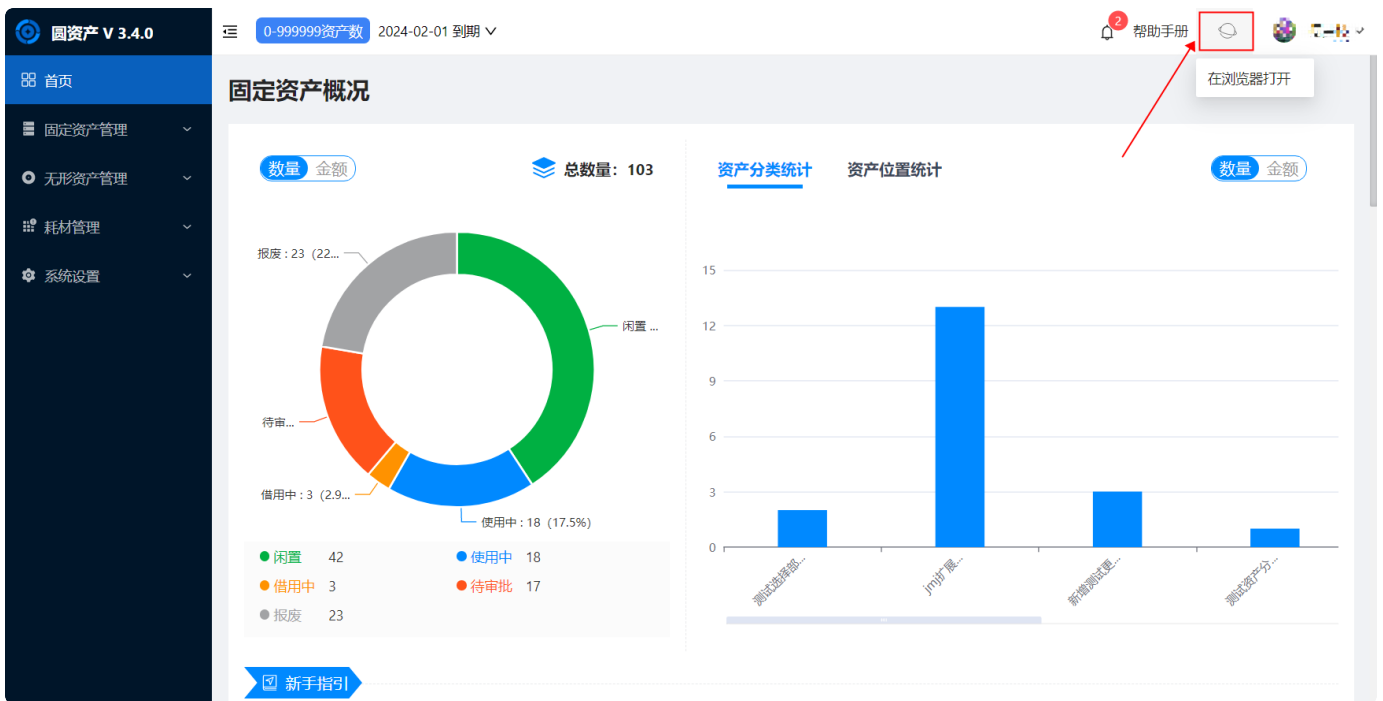 圆资产 V 3.4.0
0-999999资产数 2024-02-01 到期
2
帮助手册
在浏览器打开
首页
固定资产管理
无形资产管理
耗材管理
系统设置
固定资产概况
数量 金额
总数量：103
报废 : 23（22...
闲置 ...
待审...
借用中 : 3（2.9...
使用中 : 18（17.5%）
闲置 42 使用中 18
借用中 3 待审批 17
报废 23
资产分类统计 资产位置统计
数量 金额
15
12
9
6
3
0
测试选择部...
jmj扩展...
新增测试更...
测试资产分...
新手指引